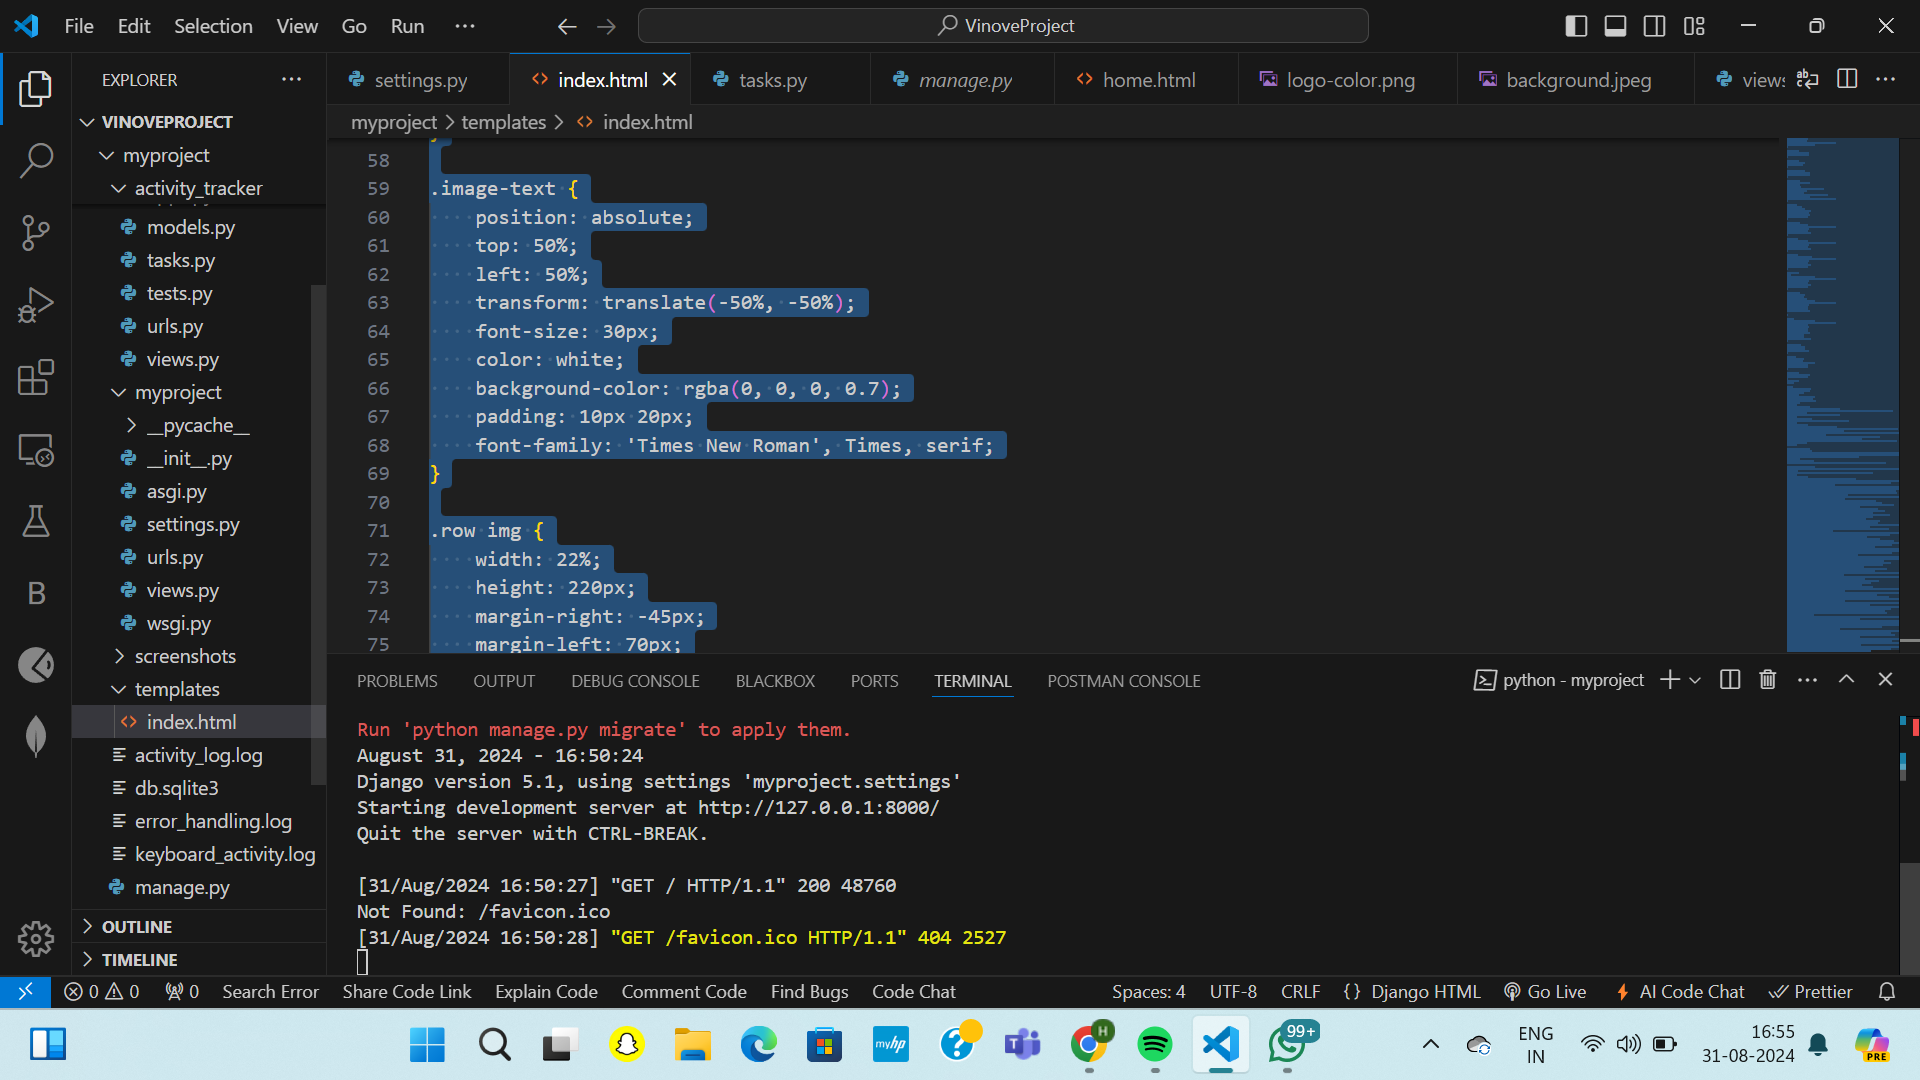 File Edit Selection View Go Run ··· VinoveProject
EXPLORER ···
settings.py index.html tasks.py manage.py home.html logo-color.png background.jpeg views
myproject > templates > index.html
VINOVEPROJECT
myproject
activity_tracker
models.py
tasks.py
tests.py
urls.py
views.py
myproject
__pycache__
__init__.py
asgi.py
settings.py
urls.py
views.py
wsgi.py
screenshots
templates
index.html
activity_log.log
db.sqlite3
error_handling.log
keyboard_activity.log
manage.py
OUTLINE
TIMELINE
58
59 .image-text {
60 position: absolute;
61 top: 50%;
62 left: 50%;
63 transform: translate(-50%, -50%);
64 font-size: 30px;
65 color: white;
66 background-color: rgba(0, 0, 0, 0.7);
67 padding: 10px 20px;
68 font-family: 'Times New Roman', Times, serif;
69 }
70
71 .row img {
72 width: 22%;
73 height: 220px;
74 margin-right: -45px;
75 margin-left: 70px;
PROBLEMS OUTPUT DEBUG CONSOLE BLACKBOX PORTS TERMINAL POSTMAN CONSOLE python - myproject
Run 'python manage.py migrate' to apply them.
August 31, 2024 - 16:50:24
Django version 5.1, using settings 'myproject.settings'
Starting development server at http://127.0.0.1:8000/
Quit the server with CTRL-BREAK.
[31/Aug/2024 16:50:27] "GET / HTTP/1.1" 200 48760
Not Found: /favicon.ico
[31/Aug/2024 16:50:28] "GET /favicon.ico HTTP/1.1" 404 2527
0 0 0 Search Error Share Code Link Explain Code Comment Code Find Bugs Code Chat Spaces: 4 UTF-8 CRLF {} Django HTML Go Live AI Code Chat Prettier
myhp H 99+ ENG IN 16:55 31-08-2024 PRE